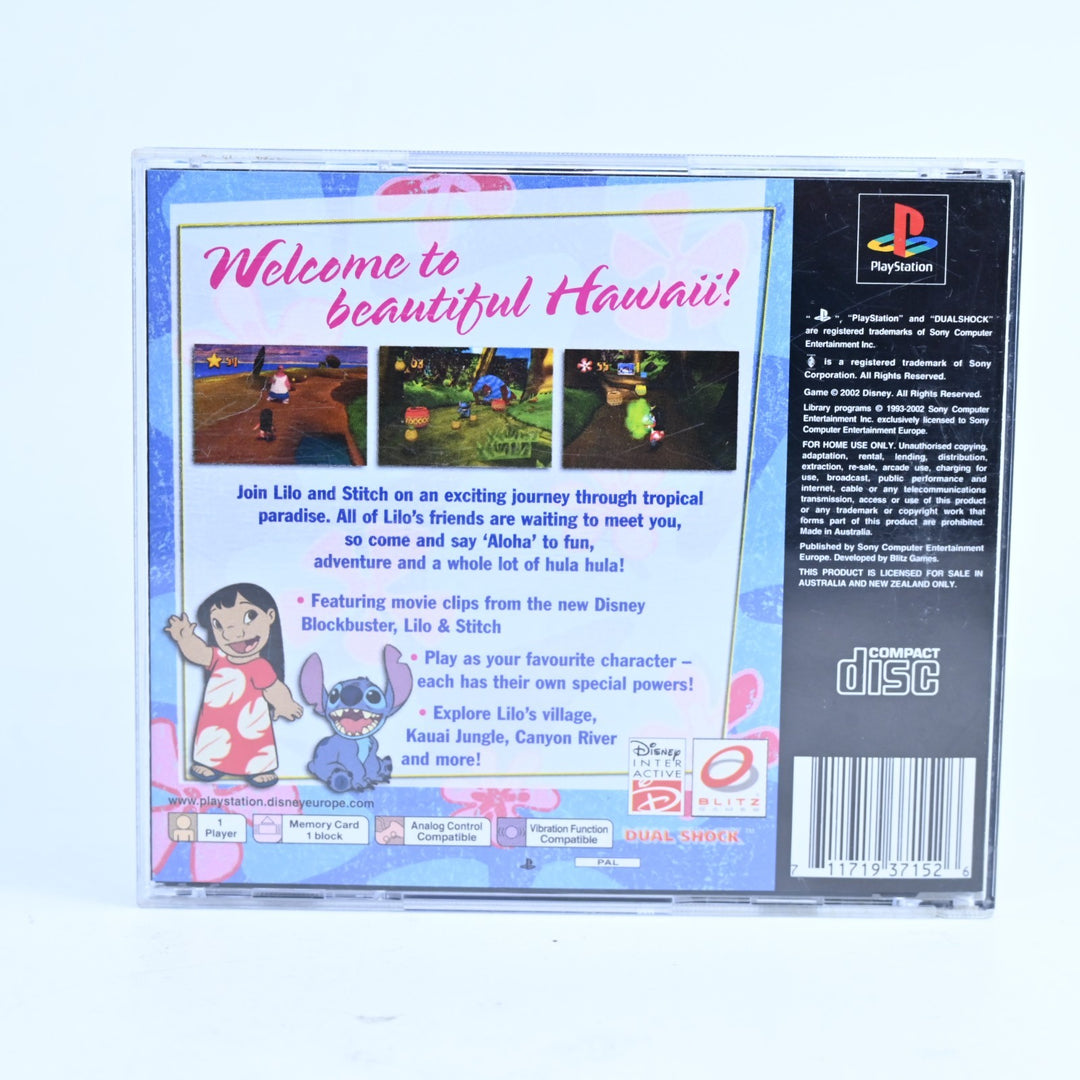 Welcome to
beautiful Hawaii!
51
03
55
Join Lilo and Stitch on an exciting journey through tropical
paradise. All of Lilo's friends are waiting to meet you,
so come and say 'Aloha' to fun,
adventure and a whole lot of hula hula!
• Featuring movie clips from the new Disney
Blockbuster, Lilo & Stitch
• Play as your favourite character –
each has their own special powers!
• Explore Lilo's village,
Kauai Jungle, Canyon River
and more!
Disney
INTER
ACTIVE
BLITZ
GAMES
www.playstation.disneyeurope.com
1
Player
Memory Card
1 block
Analog Control
Compatible
Vibration Function
Compatible
DUAL SHOCK™
PAL
PlayStation
" ", "PlayStation" and "DUALSHOCK"
are registered trademarks of Sony Computer
Entertainment Inc.
is a registered trademark of Sony
Corporation. All Rights Reserved.
Game © 2002 Disney. All Rights Reserved.
Library programs © 1993-2002 Sony Computer
Entertainment Inc. exclusively licensed to Sony
Computer Entertainment Europe.
FOR HOME USE ONLY. Unauthorised copying,
adaptation, rental, lending, distribution,
extraction, re-sale, arcade use, charging for
use, broadcast, public performance and
internet, cable or any telecommunications
transmission, access or use of this product
or any trademark or copyright work that
forms part of this product are prohibited.
Made in Australia.
Published by Sony Computer Entertainment
Europe. Developed by Blitz Games.
THIS PRODUCT IS LICENSED FOR SALE IN
AUSTRALIA AND NEW ZEALAND ONLY.
COMPACT
disc
7 11719 37152 6